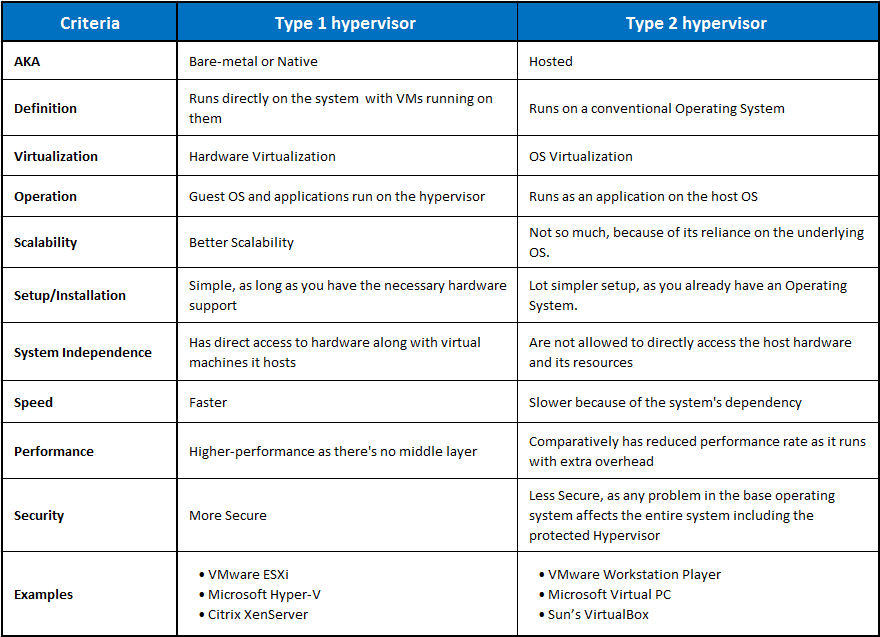 Criteria
Type 1 hypervisor
Type 2 hypervisor
AKA
Bare-metal or Native
Hosted
Definition
Runs directly on the system  with VMs running on
them
Runs on a conventional Operating System
Virtualization
Hardware Virtualization
OS Virtualization
Operation
Guest OS and applications run on the hypervisor
Runs as an application on the host OS
Scalability
Better Scalability
Not so much, because of its reliance on the underlying
OS.
Setup/Installation
Simple, as long as you have the necessary hardware
support
Lot simpler setup, as you already have an Operating
System.
System Independence
Has direct access to hardware along with virtual
machines it hosts
Are not allowed to directly access the host hardware
and its resources
Speed
Faster
Slower because of the system's dependency
Performance
Higher-performance as there's no middle layer
Comparatively has reduced performance rate as it runs
with extra overhead
Security
More Secure
Less Secure, as any problem in the base operating
system affects the entire system including the
protected Hypervisor
Examples
• VMware ESXi
• Microsoft Hyper-V
• Citrix XenServer
• VMware Workstation Player
• Microsoft Virtual PC
• Sun’s VirtualBox